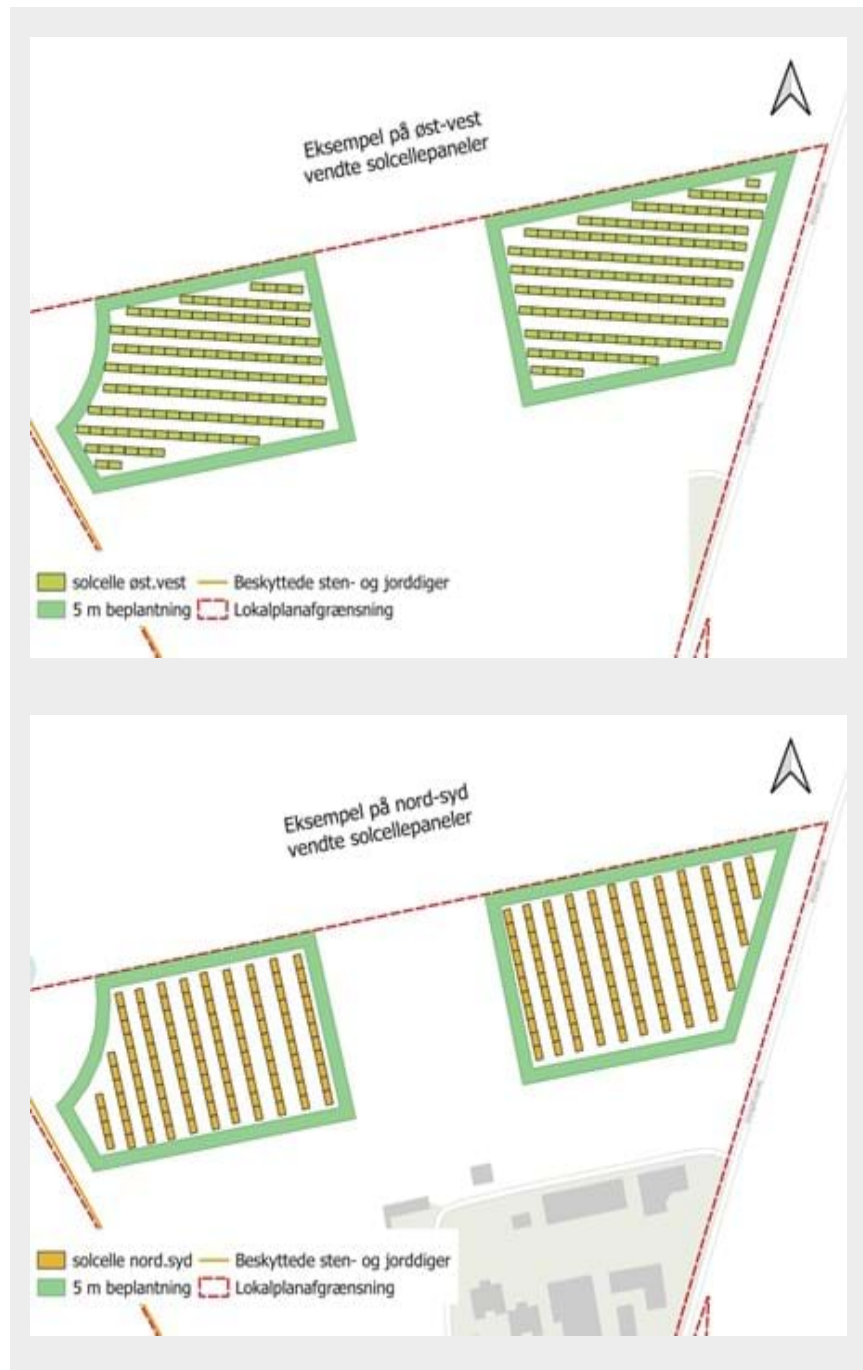 Eksempel på øst-vest
vendte solcellepaneler
solcelle øst.vest
Beskyttede sten- og jorddiger
5 m beplantning
Lokalplanafgrænsning
Eksempel på nord-syd
vendte solcellepaneler
solcelle nord.syd
Beskyttede sten- og jorddiger
5 m beplantning
Lokalplanafgrænsning